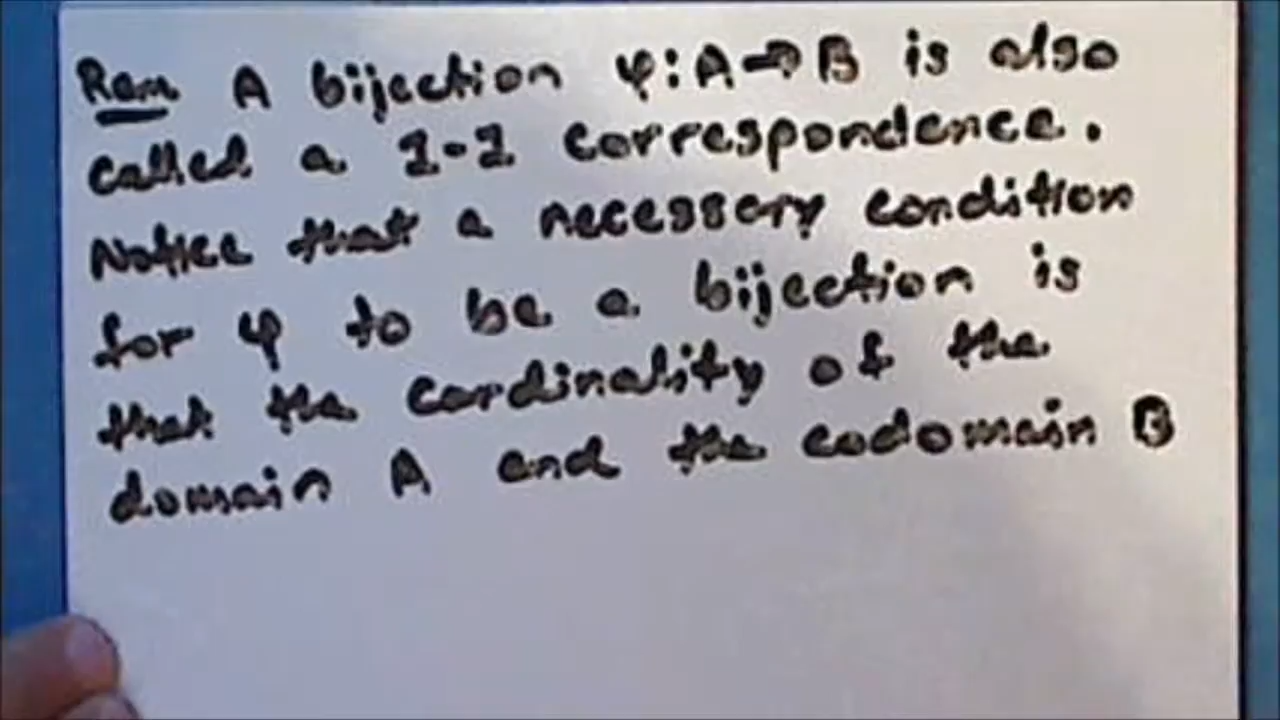 Rem A bijection φ: A → B is also
called a 1-1 correspondence.
Notice that a necessary condition
for φ to be a bijection is
that the cardinality of the
domain A and the codomain B